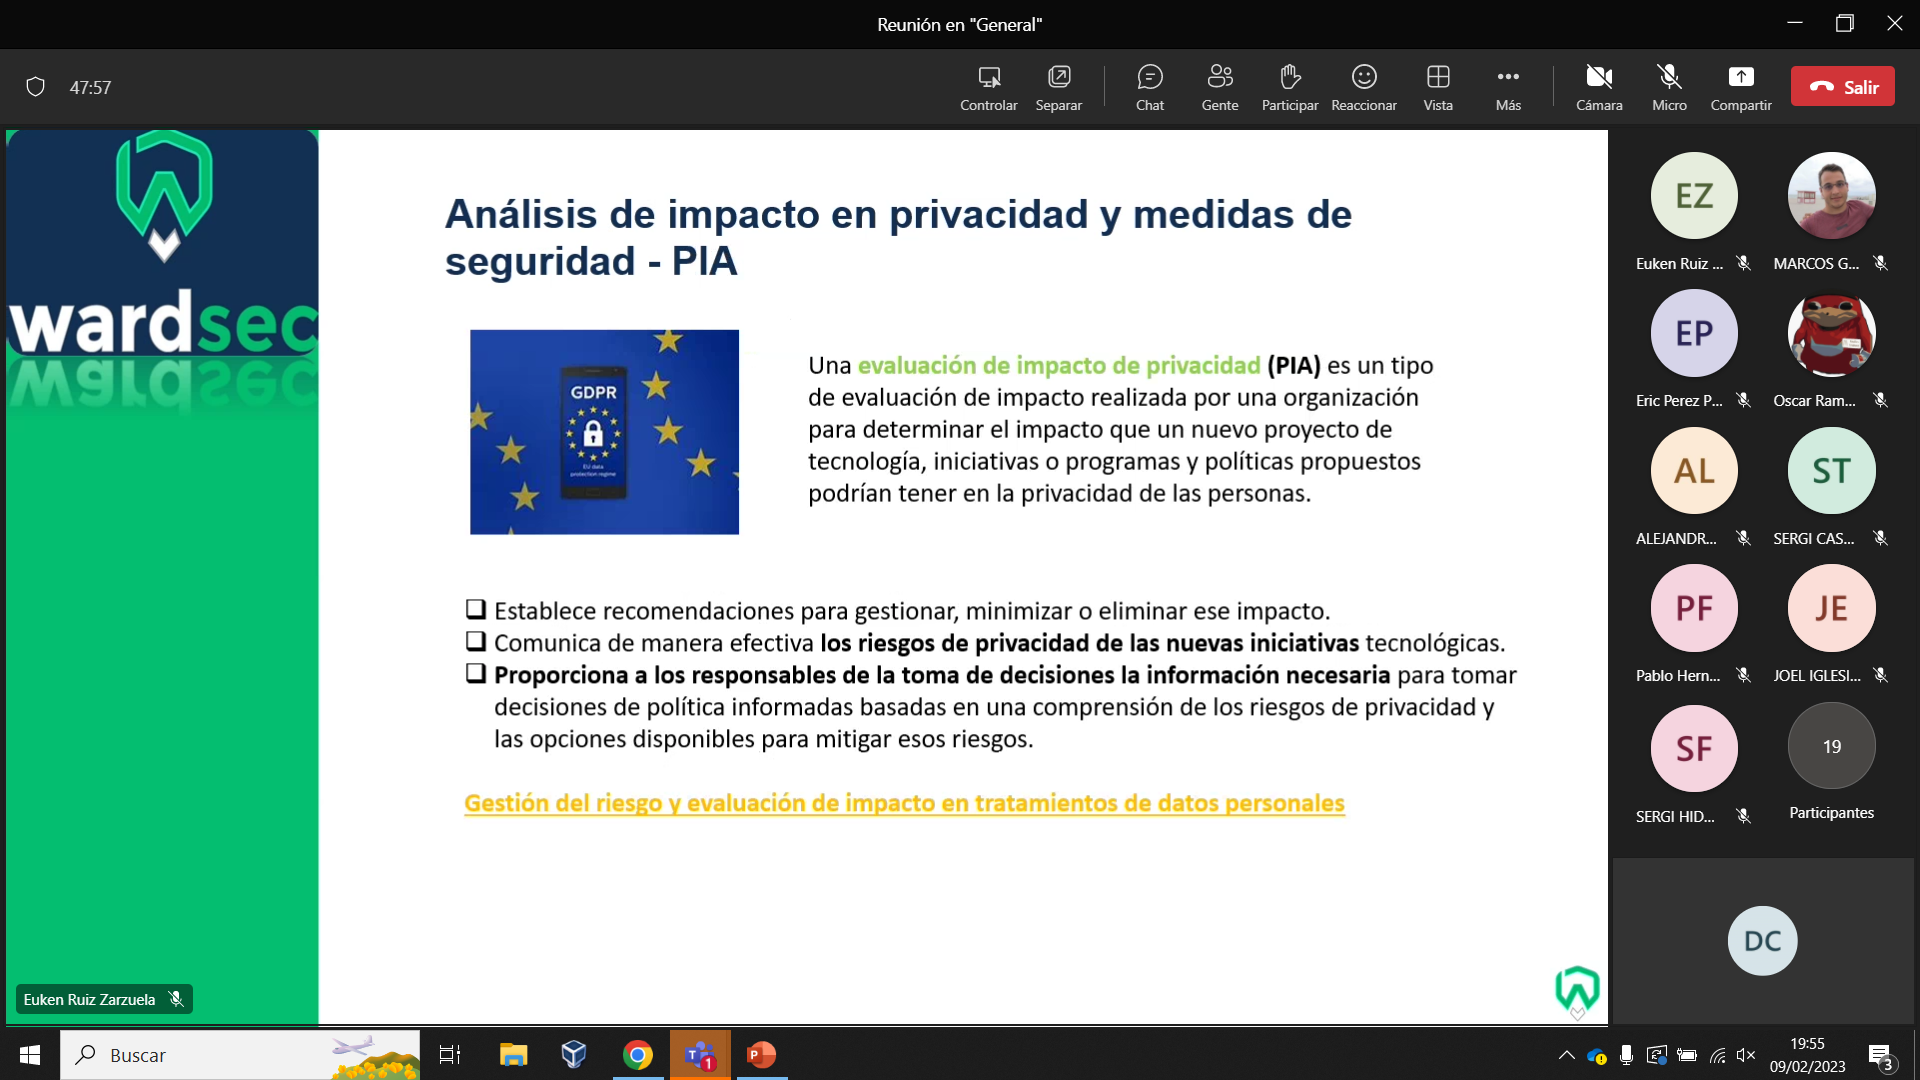 Reunión en "General"
47:57
Controlar
Separar
Chat
Gente
Participar
Reaccionar
Vista
Más
Cámara
Micro
Compartir
Salir
wardsec
Análisis de impacto en privacidad y medidas de
seguridad - PIA
GDPR
EU data
protection regime
Una evaluación de impacto de privacidad (PIA) es un tipo
de evaluación de impacto realizada por una organización
para determinar el impacto que un nuevo proyecto de
tecnología, iniciativas o programas y políticas propuestos
podrían tener en la privacidad de las personas.
❑ Establece recomendaciones para gestionar, minimizar o eliminar ese impacto.
❑ Comunica de manera efectiva los riesgos de privacidad de las nuevas iniciativas tecnológicas.
❑ Proporciona a los responsables de la toma de decisiones la información necesaria para tomar
decisiones de política informadas basadas en una comprensión de los riesgos de privacidad y
las opciones disponibles para mitigar esos riesgos.
Gestión del riesgo y evaluación de impacto en tratamientos de datos personales
Euken Ruiz Zarzuela
EZ
Euken Ruiz ...
MARCOS G...
EP
Eric Perez P...
Oscar Ram...
AL
ST
ALEJANDR...
SERGI CAS...
PF
JE
Pablo Hern...
JOEL IGLESI...
SF
19
SERGI HID...
Participantes
DC
Buscar
1
19:55
09/02/2023
3